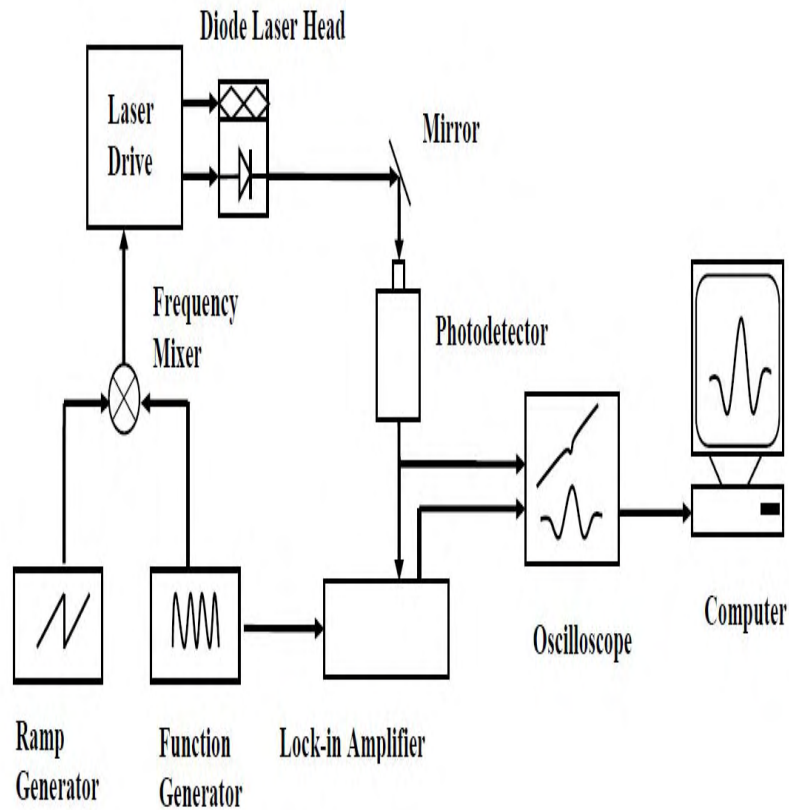 Diode Laser Head
Laser
Drive
Mirror
Frequency
Mixer
Photodetector
Computer
Oscilloscope
Ramp
Generator
Function
Generator
Lock-in Amplifier